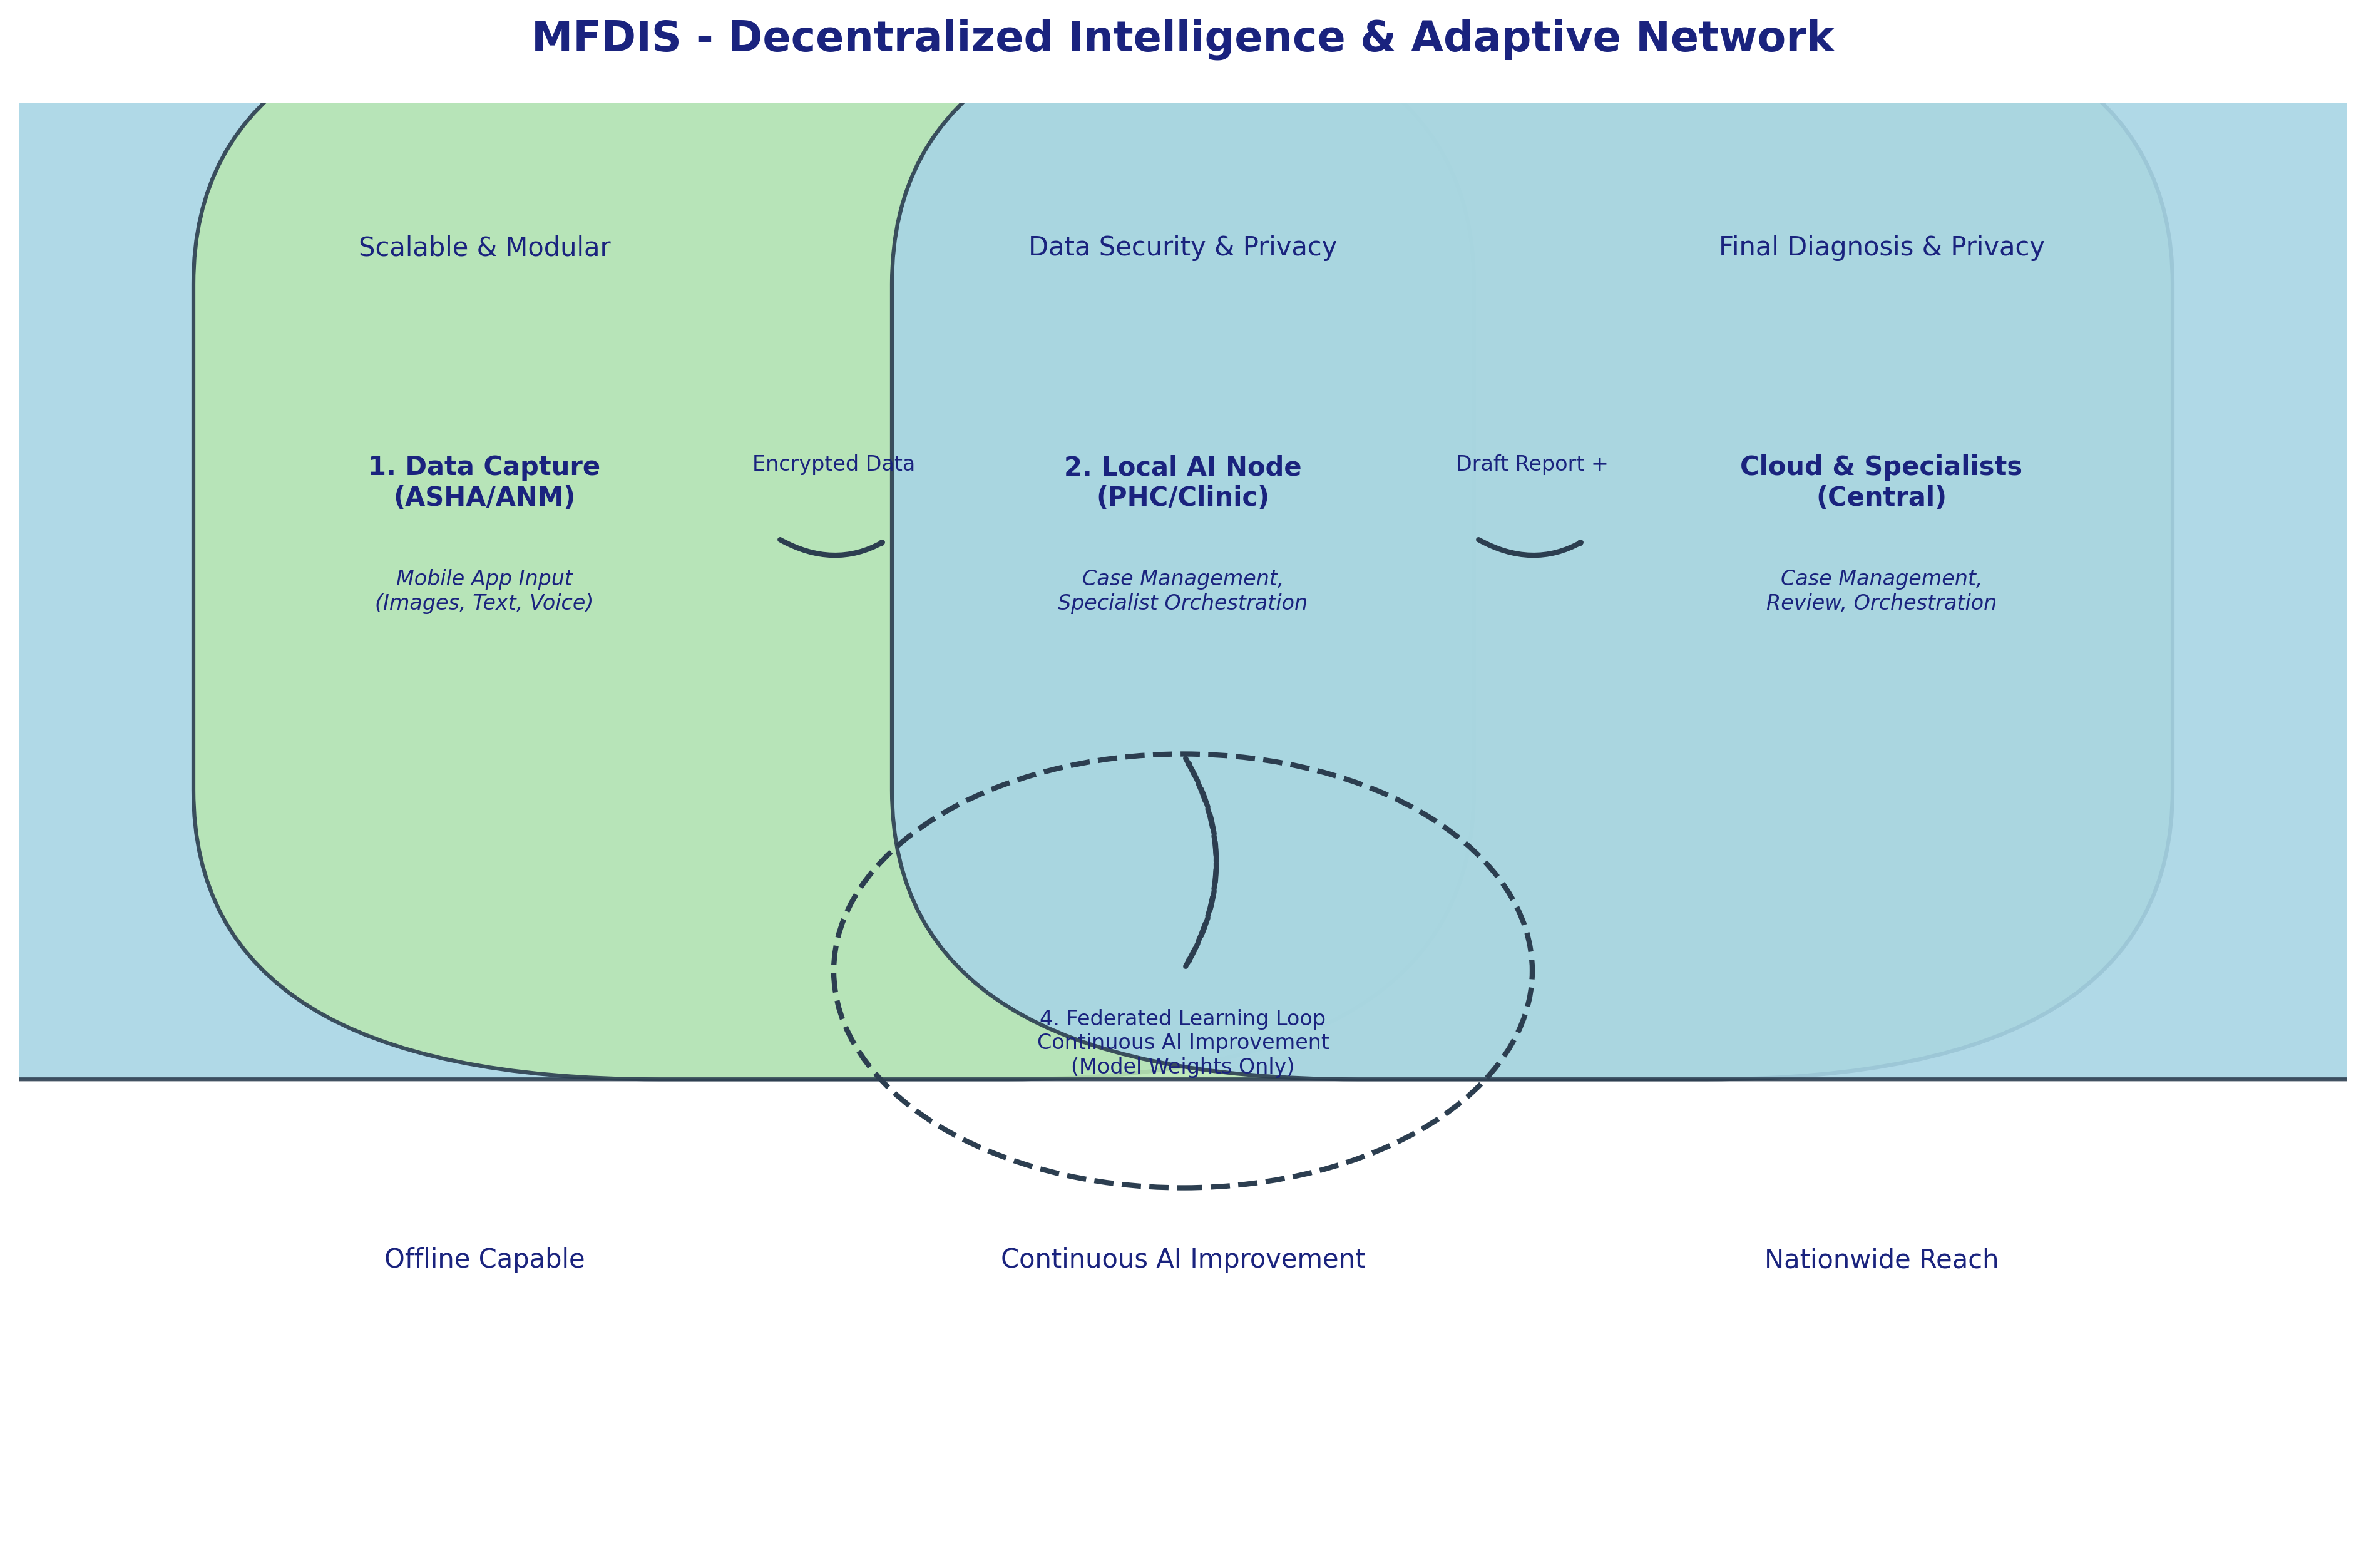 MFDIS - Decentralized Intelligence & Adaptive Network
Scalable & Modular
Data Security & Privacy
Final Diagnosis & Privacy
1. Data Capture
(ASHA/ANM)
Encrypted Data
2. Local AI Node
(PHC/Clinic)
Draft Report +
Cloud & Specialists
(Central)
Mobile App Input
(Images, Text, Voice)
Case Management,
Specialist Orchestration
Case Management,
Review, Orchestration
4. Federated Learning Loop
Continuous AI Improvement
(Model Weights Only)
Offline Capable
Continuous AI Improvement
Nationwide Reach